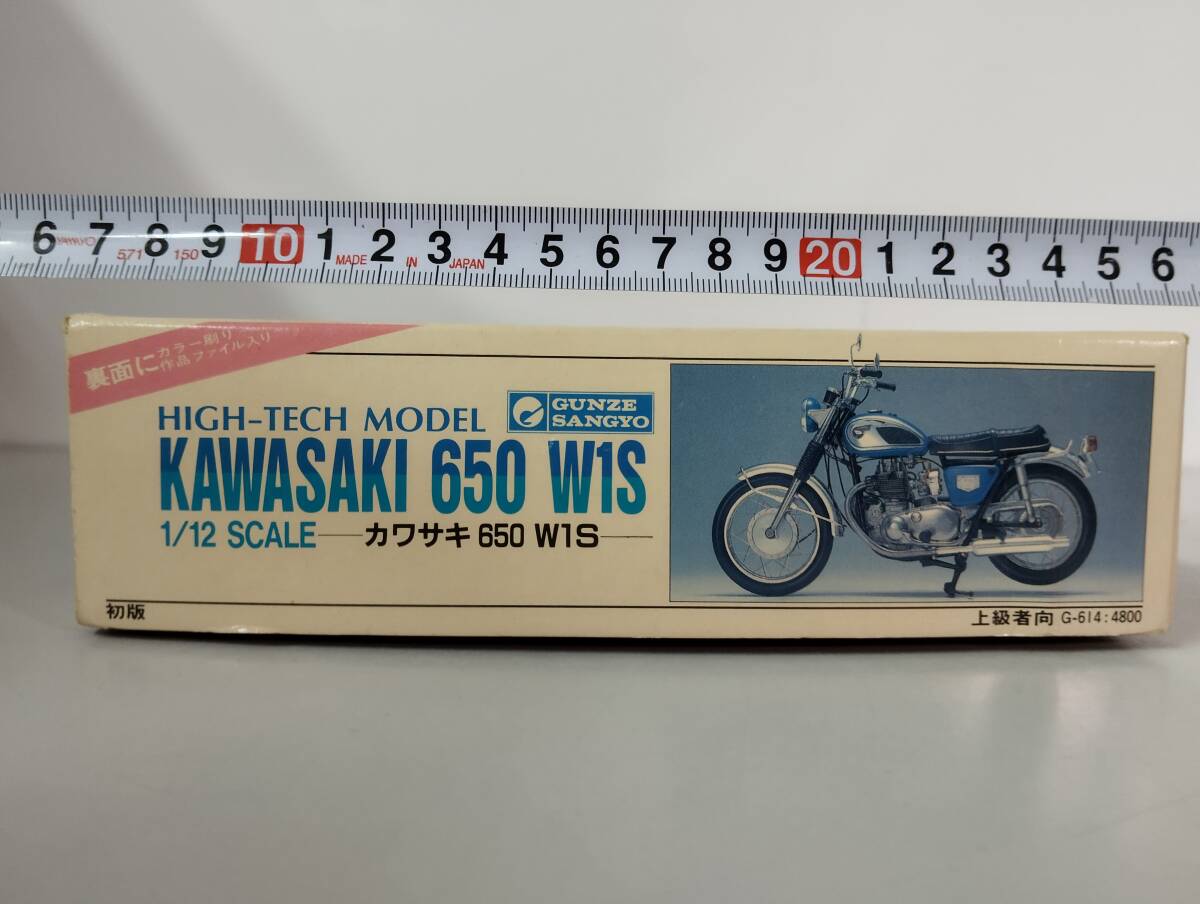 6 7 8 9 10 1 2 3 4 5 6 7 8 9 20 1 2 3 4 5 6
571 150 MADE IN JAPAN
裏面にカラー刷り作品ファイル入り
HIGH-TECH MODEL
GUNZE SANGYO
KAWASAKI 650 W1S
1/12 SCALE カワサキ 650 W1S
初版
上級者向 G-614:4800